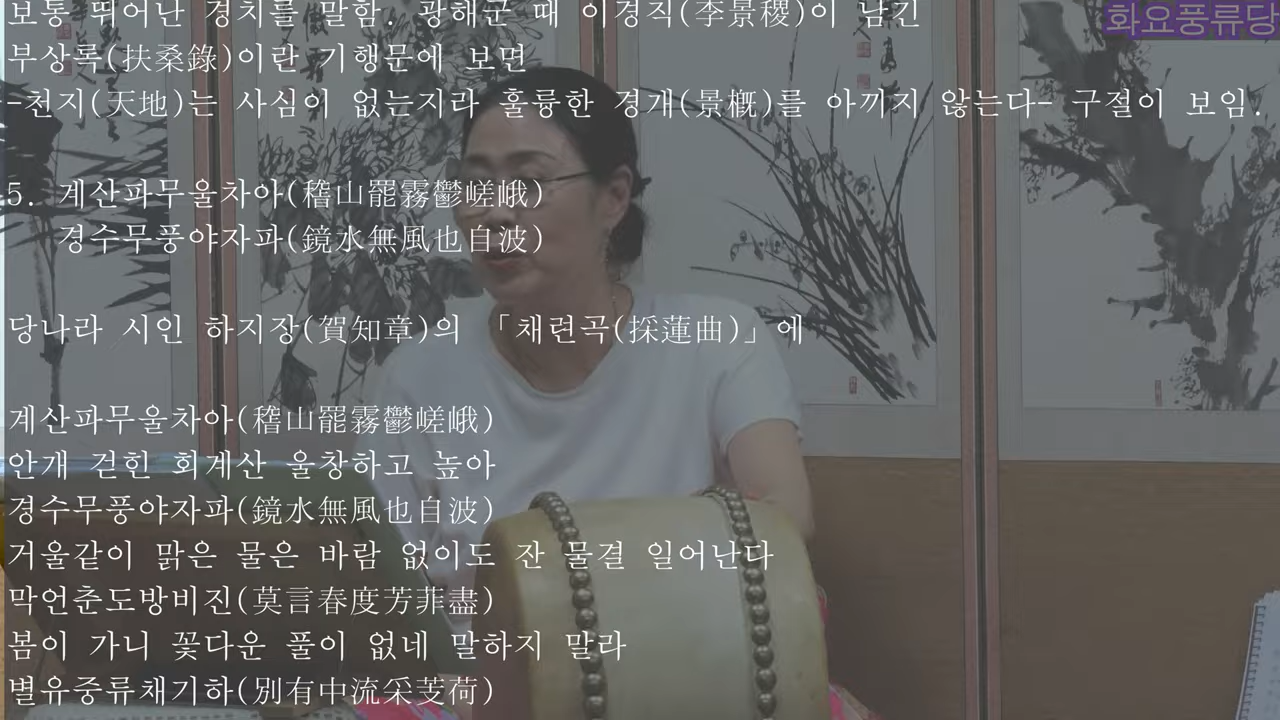 보통 뛰어난 경치를 말함. 광해군 때 이경직(李景稷)이 남긴
화요풍류당
부상록(扶桑錄)이란 기행문에 보면
-천지(天地)는 사심이 없는지라 훌륭한 경개(景槪)를 아끼지 않는다- 구절이 보임.
5. 계산파무울차아(稽山罷霧鬱嵯峨)
경수무풍야자파(鏡水無風也自波)
당나라 시인 하지장(賀知章)의 「채련곡(採蓮曲)」에
계산파무울차아(稽山罷霧鬱嵯峨)
안개 걷힌 회계산 울창하고 높아
경수무풍야자파(鏡水無風也自波)
거울같이 맑은 물은 바람 없이도 잔 물결 일어난다
막언춘도방비진(莫言春度芳菲盡)
봄이 가니 꽃다운 풀이 없네 말하지 말라
별유중류채기하(別有中流采芰荷)